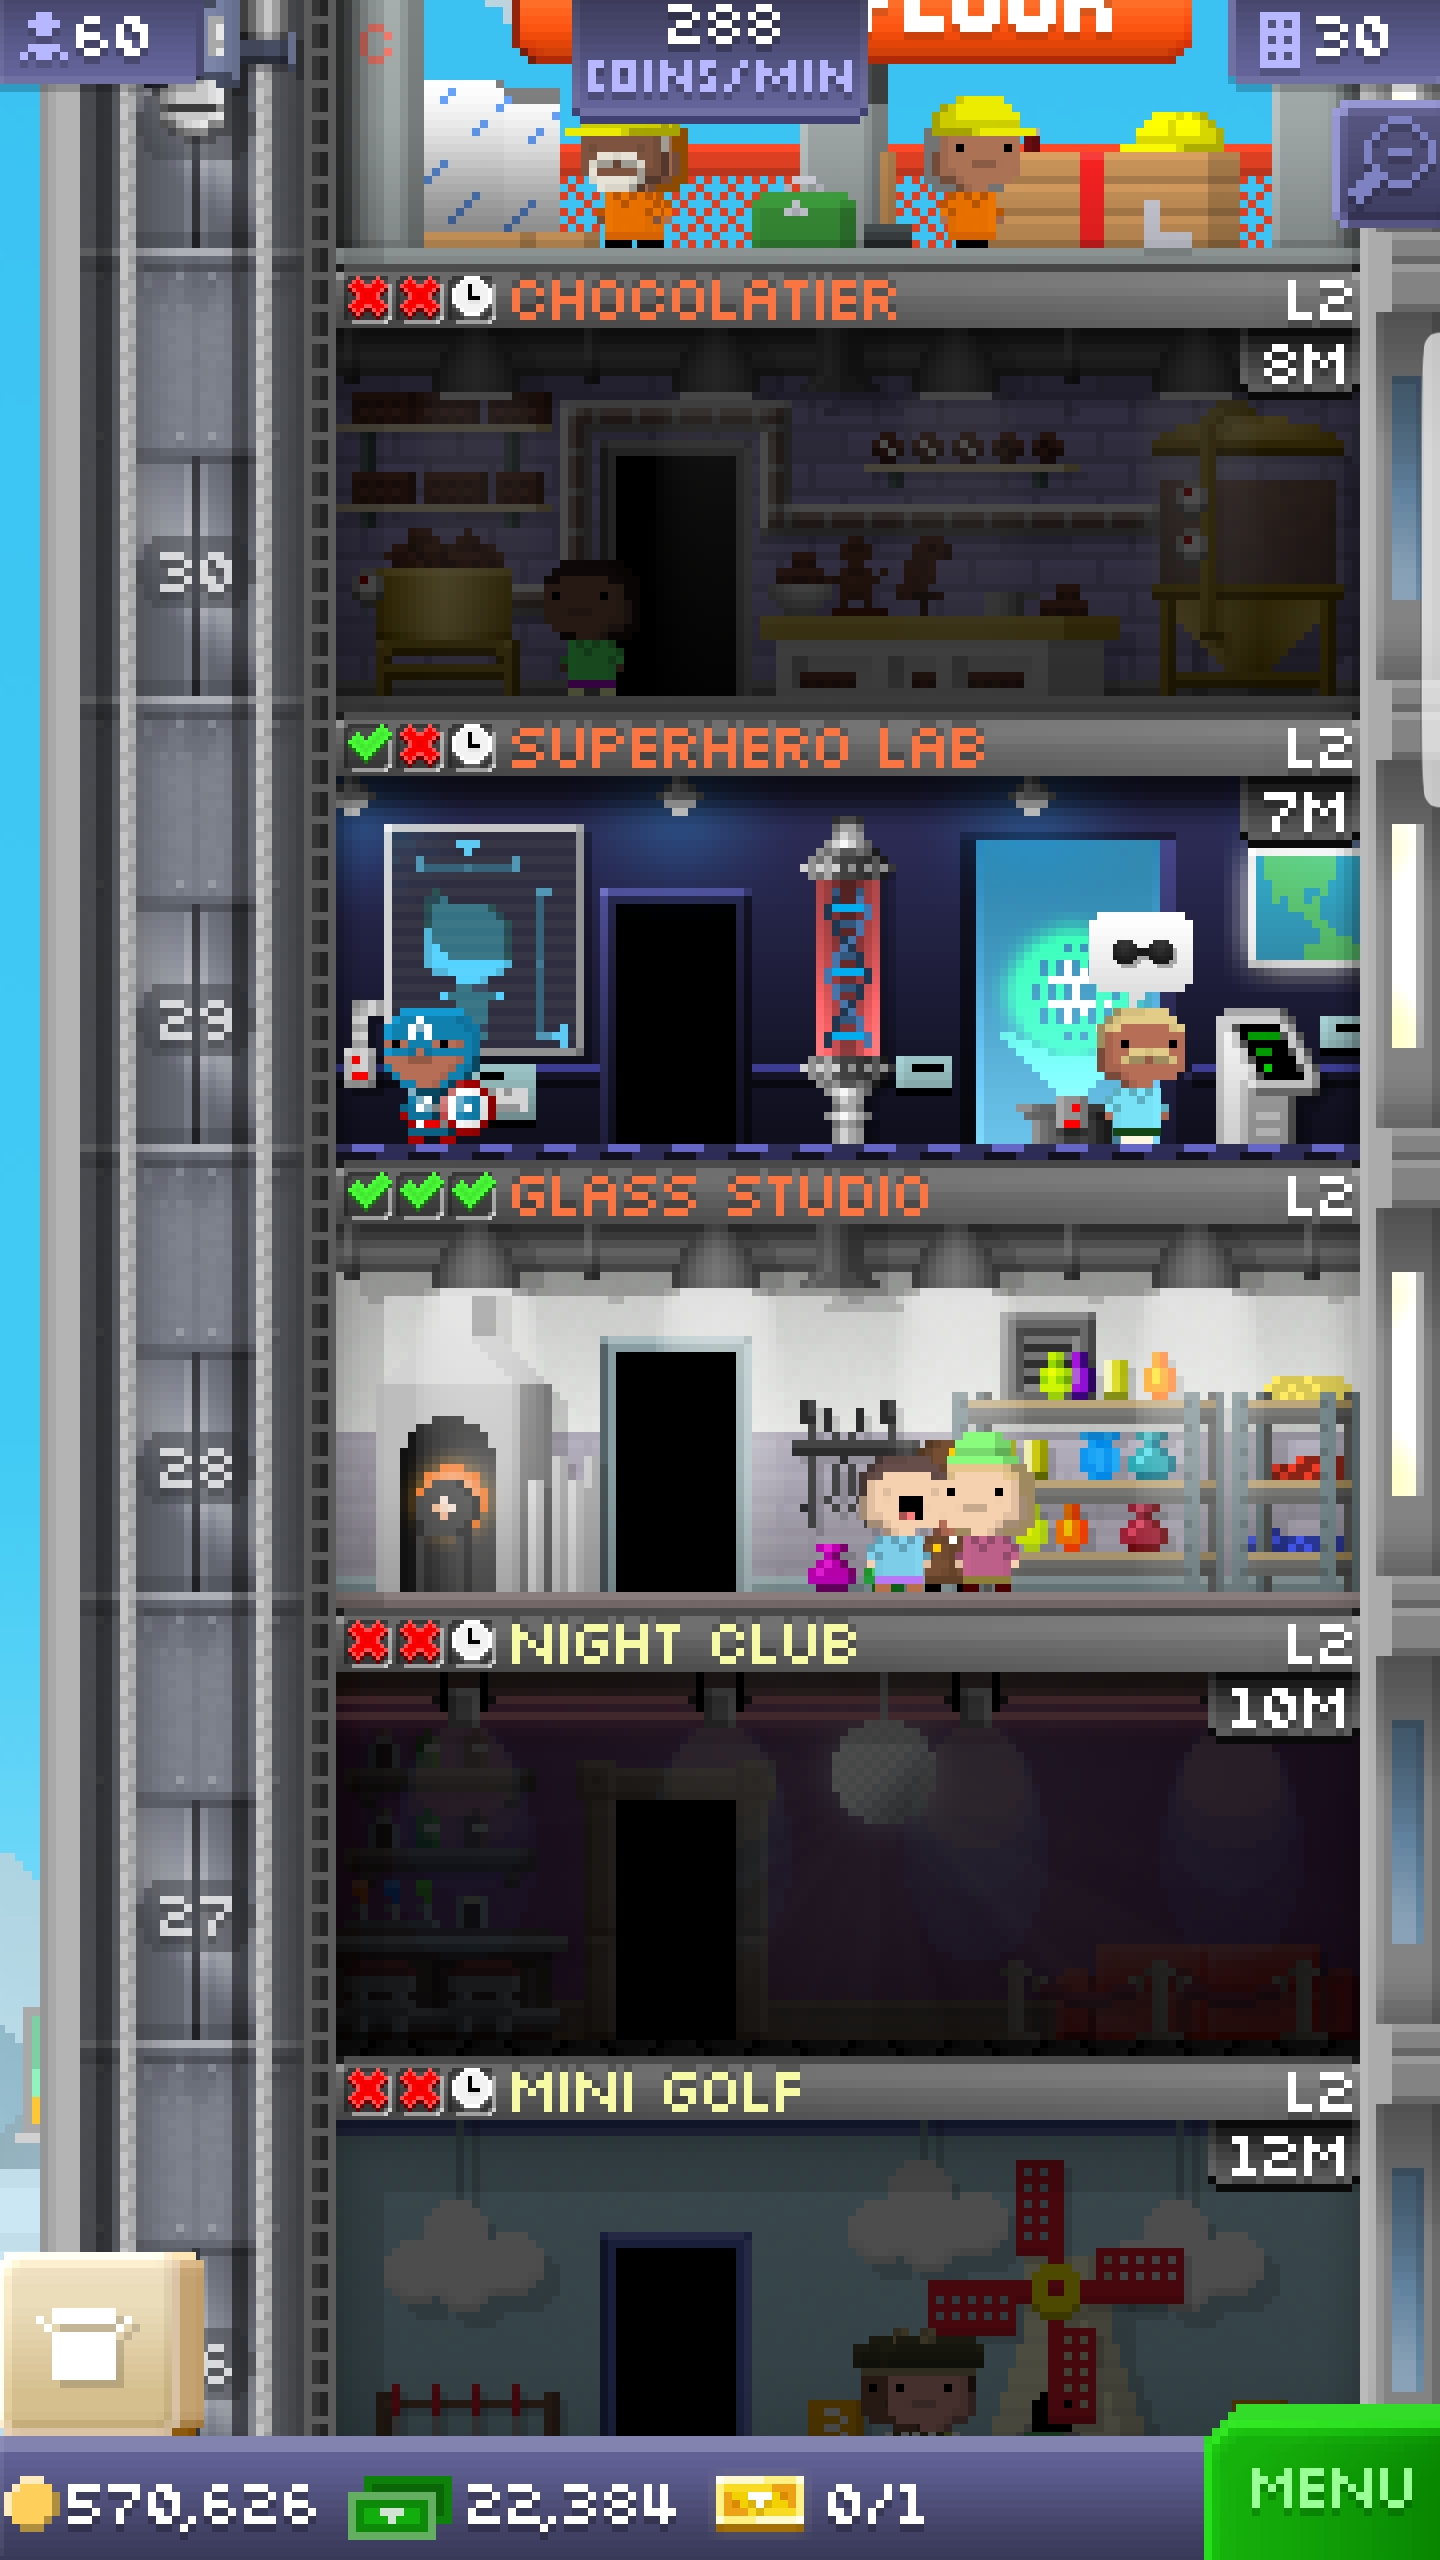 60
288
COINS/MIN
FLOOR
30
CHOCOLATIER L2
8M
30
SUPERHERO LAB L2
7M
29
GLASS STUDIO L2
28
NIGHT CLUB L2
10M
27
MINI GOLF L2
12M
570,626 22,384 0/1
MENU